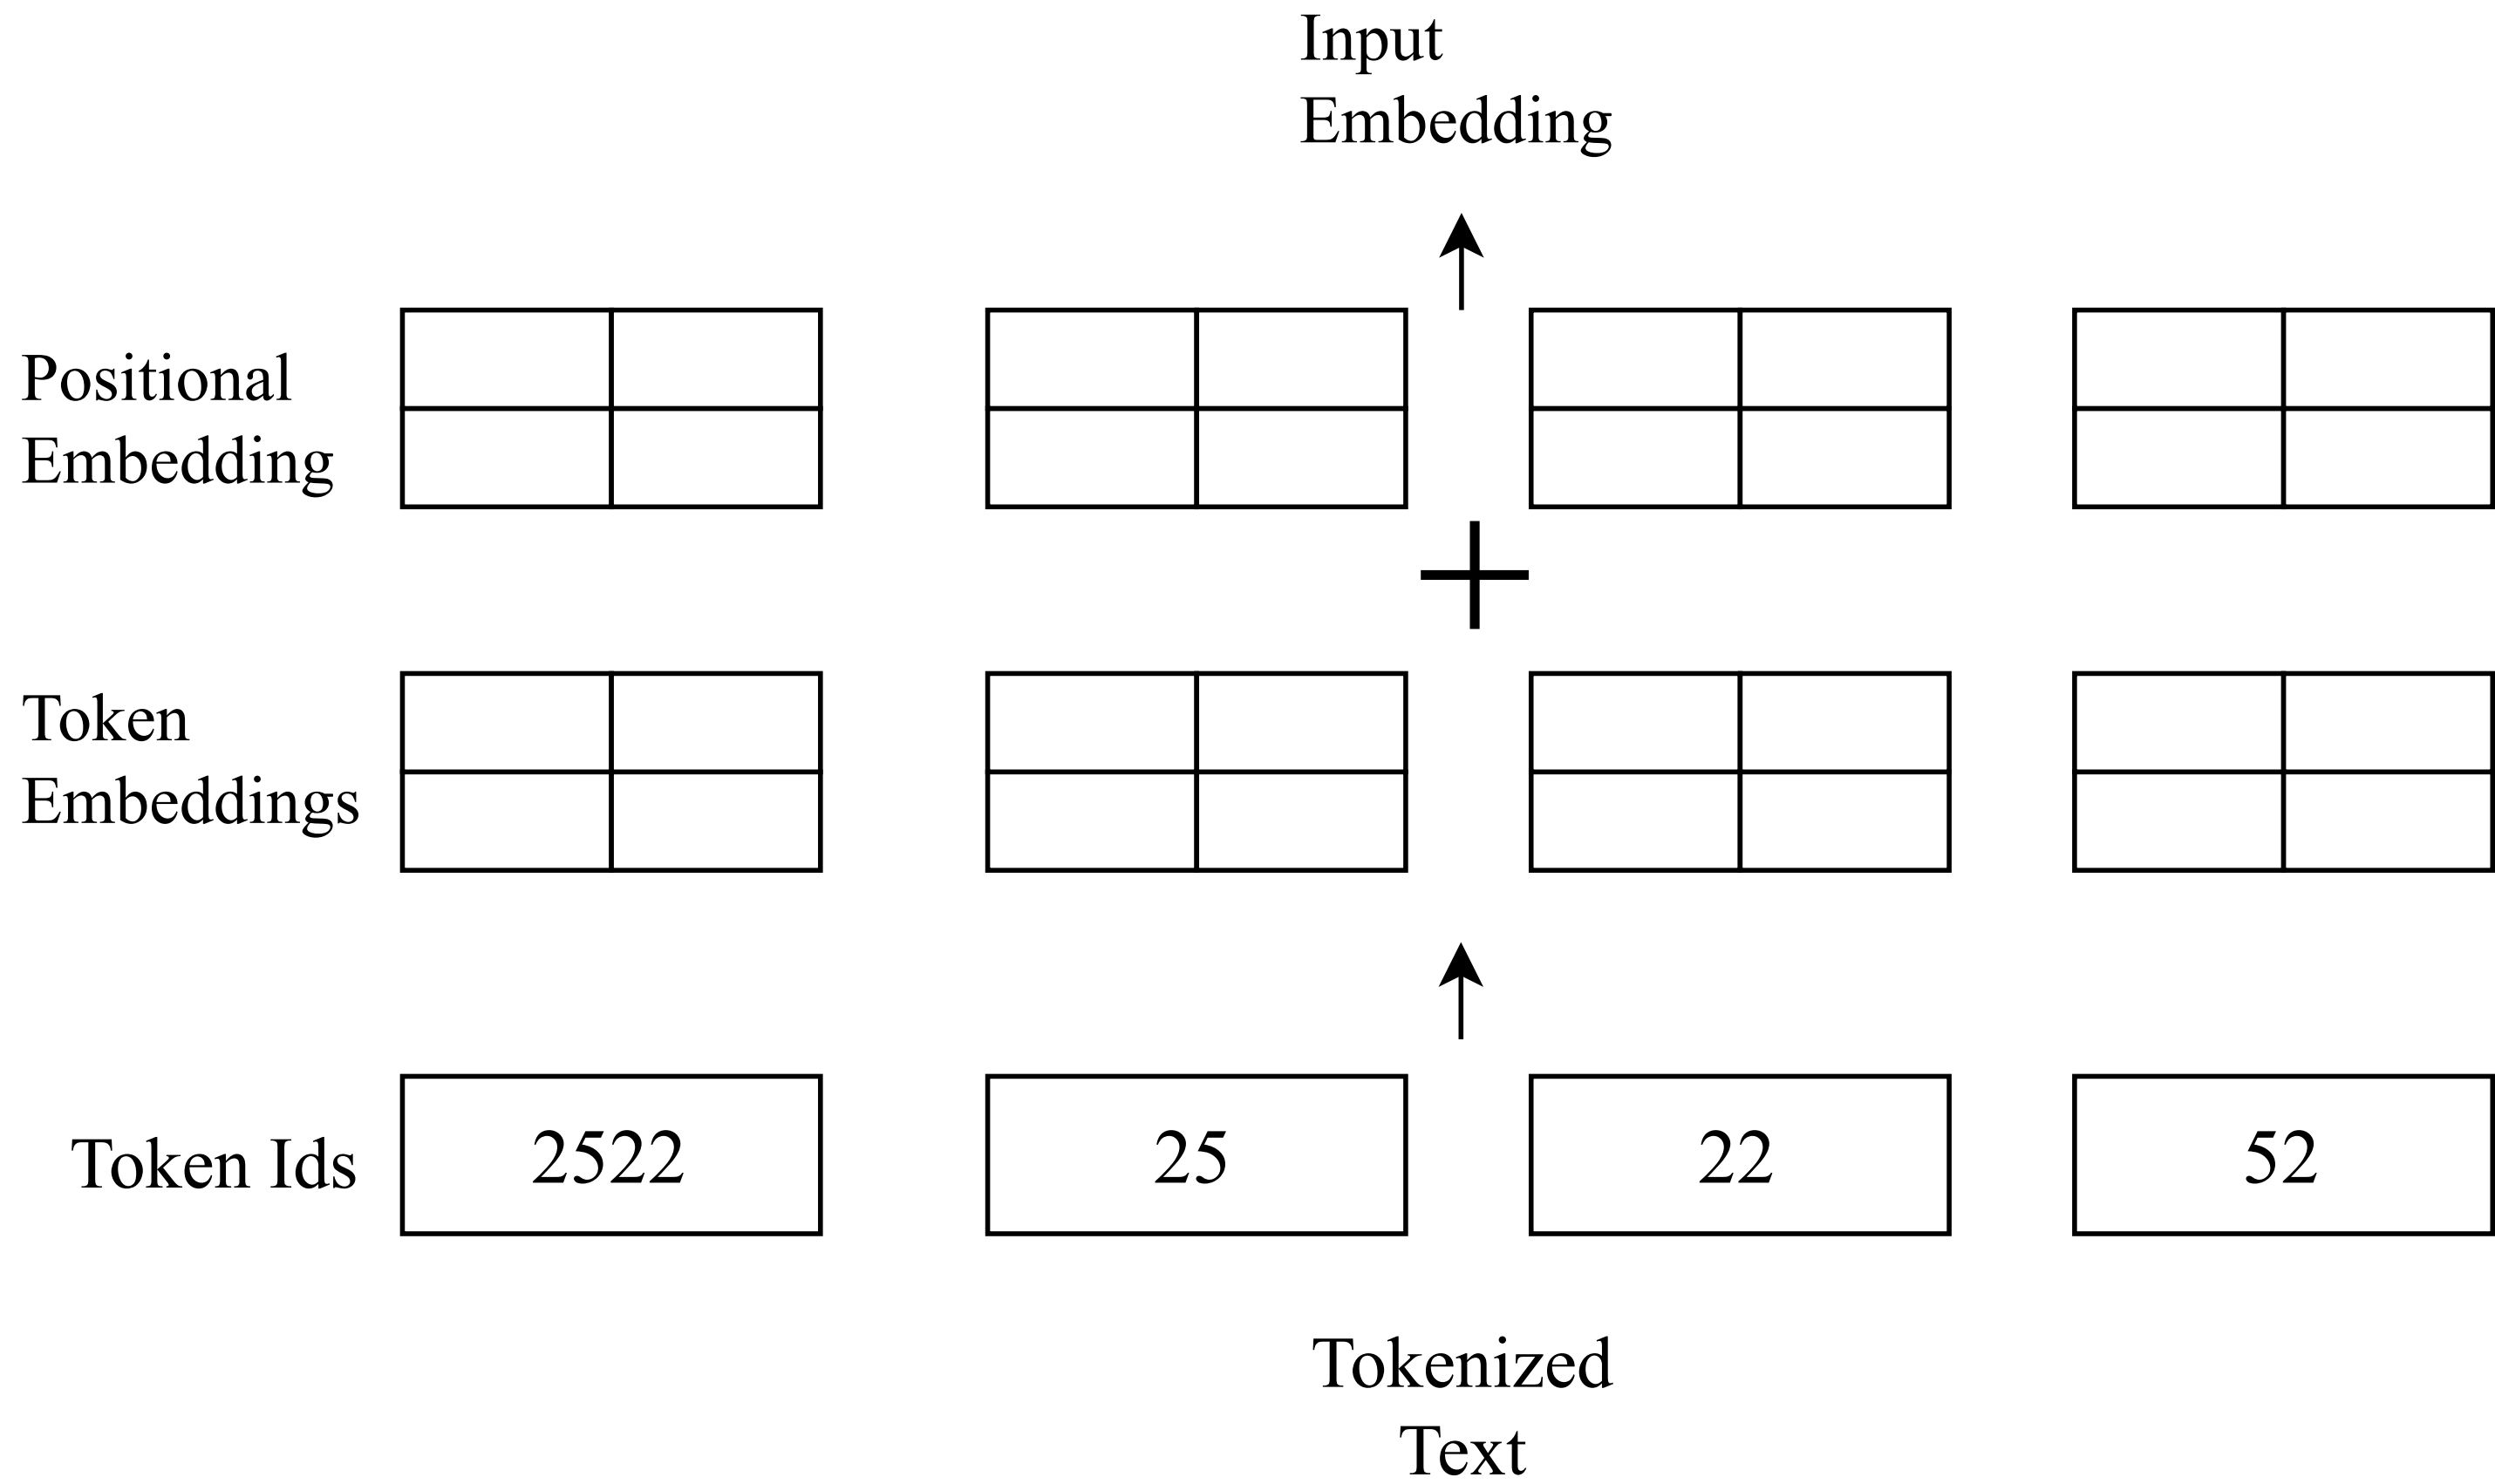 Input
Embedding
Positional
Embedding
+
Token
Embeddings
Token Ids 2522 25 22 52
Tokenized
Text